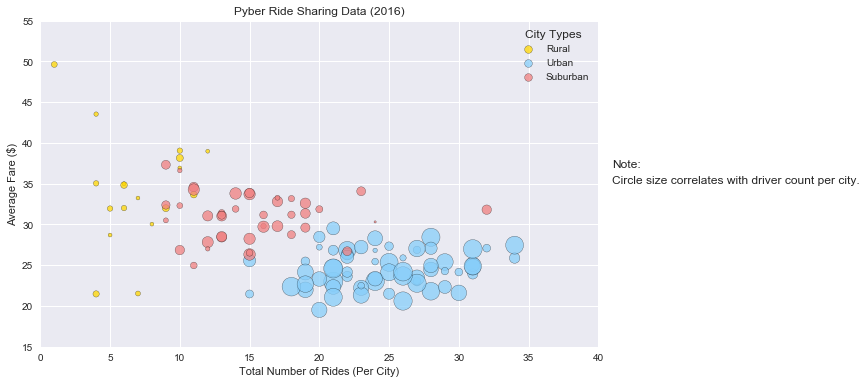 Pyber Ride Sharing Data (2016)
55
50
45
40
35
30
25
20
15
Average Fare ($)
0
5
10
15
20
25
30
35
40
Total Number of Rides (Per City)
City Types
Rural
Urban
Suburban
Note:
Circle size correlates with driver count per city.